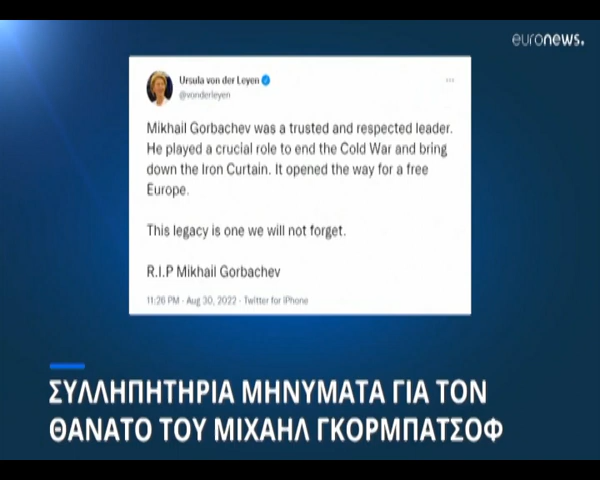 euronews.
Ursula von der Leyen
@vonderleyen
Mikhail Gorbachev was a trusted and respected leader.
He played a crucial role to end the Cold War and bring
down the Iron Curtain. It opened the way for a free
Europe.
This legacy is one we will not forget.
R.I.P Mikhail Gorbachev
11:26 PM · Aug 30, 2022 · Twitter for iPhone
ΣΥΛΛΗΠΗΤΗΡΙΑ ΜΗΝΥΜΑΤΑ ΓΙΑ ΤΟΝ
ΘΑΝΑΤΟ ΤΟΥ ΜΙΧΑΗΛ ΓΚΟΡΜΠΑΤΣΟΦ